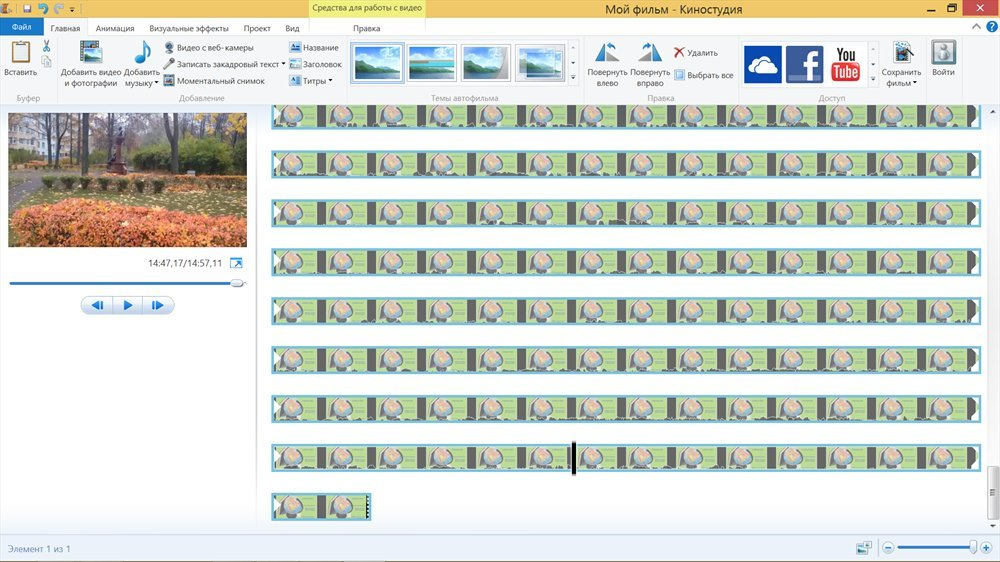 Средства для работы с видео
Мой фильм - Киностудия
Файл Главная Анимация Визуальные эффекты Проект Вид Правка
Вставить
Добавить видео и фотографии
Добавить музыку
Видео с веб-камеры
Записать закадровый текст
Моментальный снимок
Название
Заголовок
Титры
Повернуть влево
Повернуть вправо
Удалить
Выбрать все
You
Tube
Сохранить фильм
Войти
Буфер Добавление Темы автофильма Правка Доступ
14:47,17/14:57,11
Элемент 1 из 1